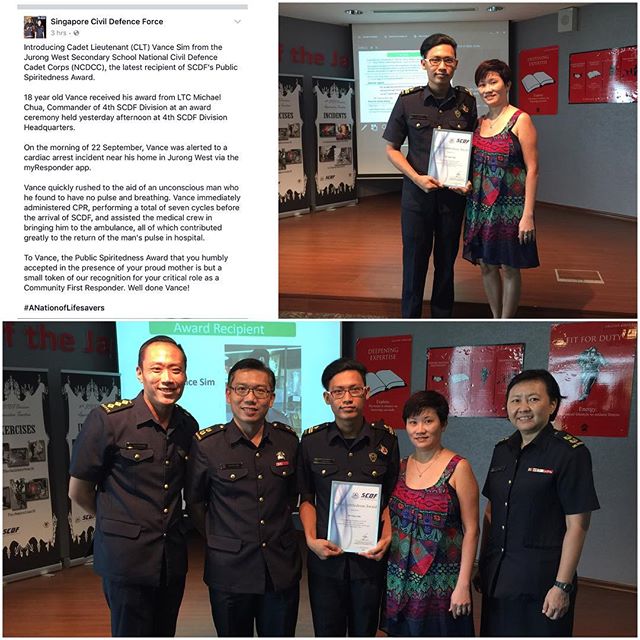 Singapore Civil Defence Force
3 hrs ·
Introducing Cadet Lieutenant (CLT) Vance Sim from the
Jurong West Secondary School National Civil Defence
Cadet Corps (NCDCC), the latest recipient of SCDF's Public
Spiritedness Award.
18 year old Vance received his award from LTC Michael
Chua, Commander of 4th SCDF Division at an award
ceremony held yesterday afternoon at 4th SCDF Division
Headquarters.
On the morning of 22 September, Vance was alerted to a
cardiac arrest incident near his home in Jurong West via the
myResponder app.
Vance quickly rushed to the aid of an unconscious man who
he found to have no pulse and breathing. Vance immediately
administered CPR, performing a total of seven cycles before
the arrival of SCDF, and assisted the medical crew in
bringing him to the ambulance, all of which contributed
greatly to the return of the man's pulse in hospital.
To Vance, the Public Spiritedness Award that you humbly
accepted in the presence of your proud mother is but a
small token of our recognition for your critical role as a
Community First Responder. Well done Vance!
#ANationofLifesavers
INCIDENTS
SCDF
of the Ja
Award Recipient
Sim
EXERCISES
SCDF
SCDF
DEEPENING
EXPERTISE
FIT FOR DUTY
Energy